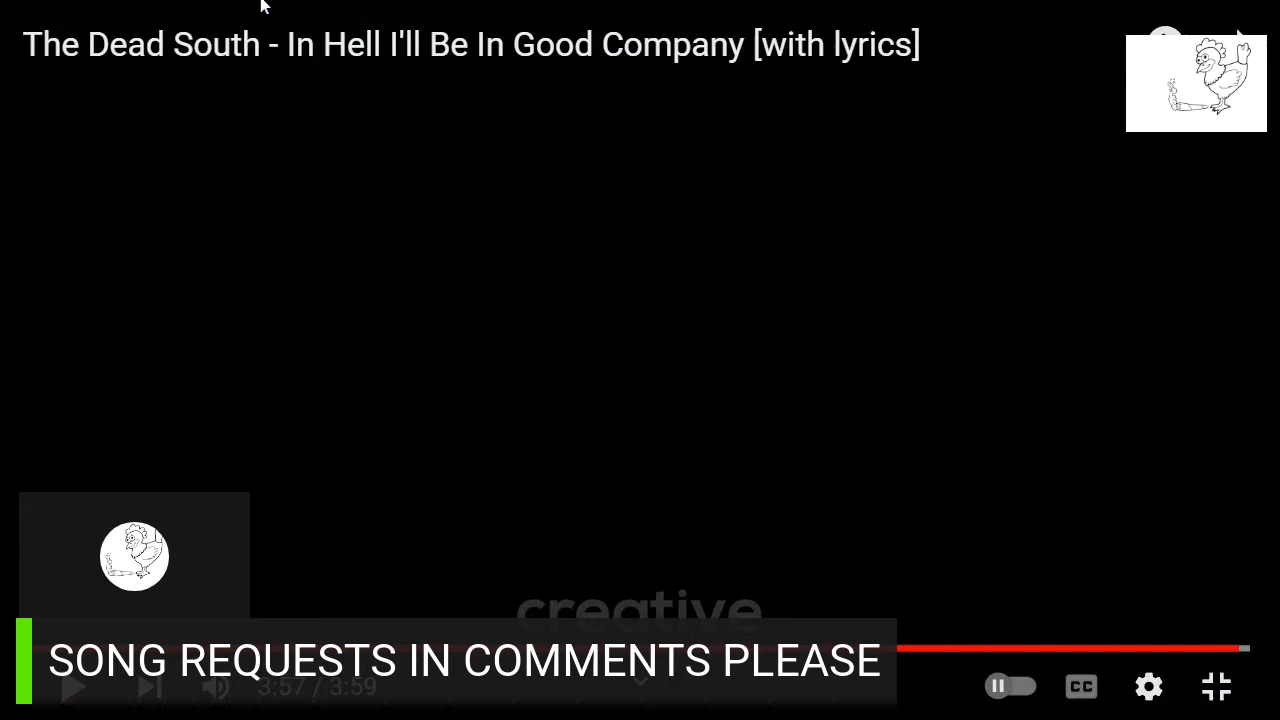 The Dead South - In Hell I'll Be In Good Company [with lyrics]
creative
SONG REQUESTS IN COMMENTS PLEASE
3:57 / 3:59
CC